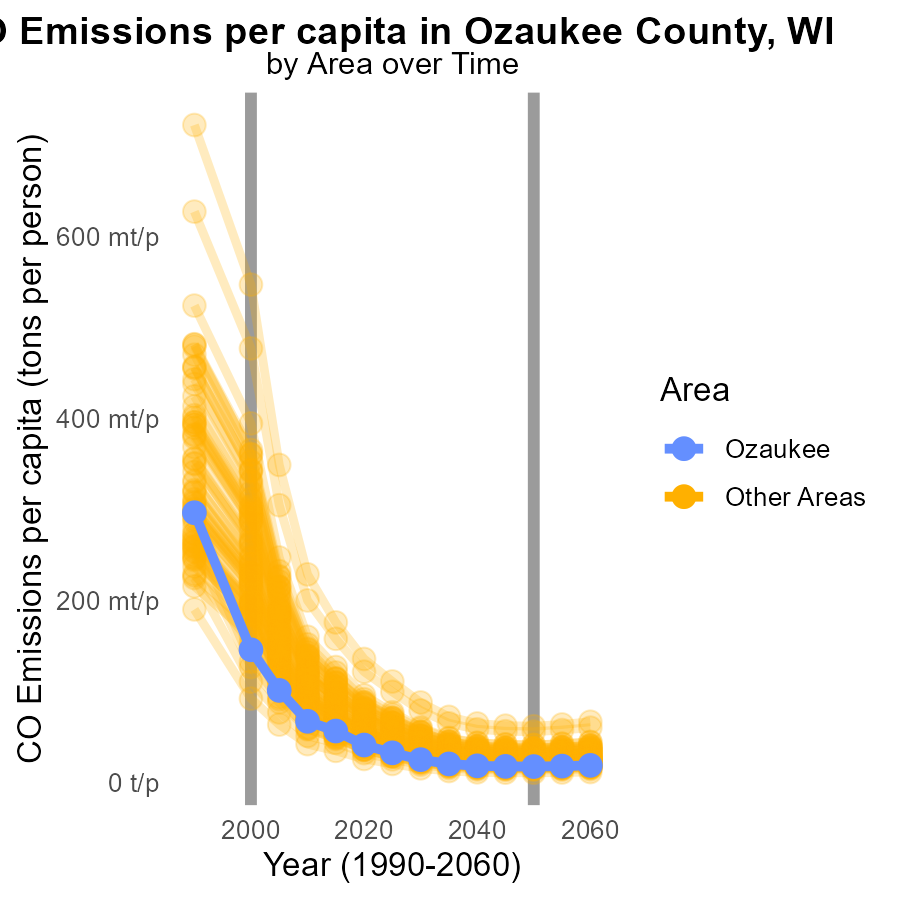 O Emissions per capita in Ozaukee County, WI
by Area over Time
CO Emissions per capita (tons per person)
600 mt/p
400 mt/p
200 mt/p
0 t/p
2000 2020 2040 2060
Year (1990-2060)
Area
Ozaukee
Other Areas